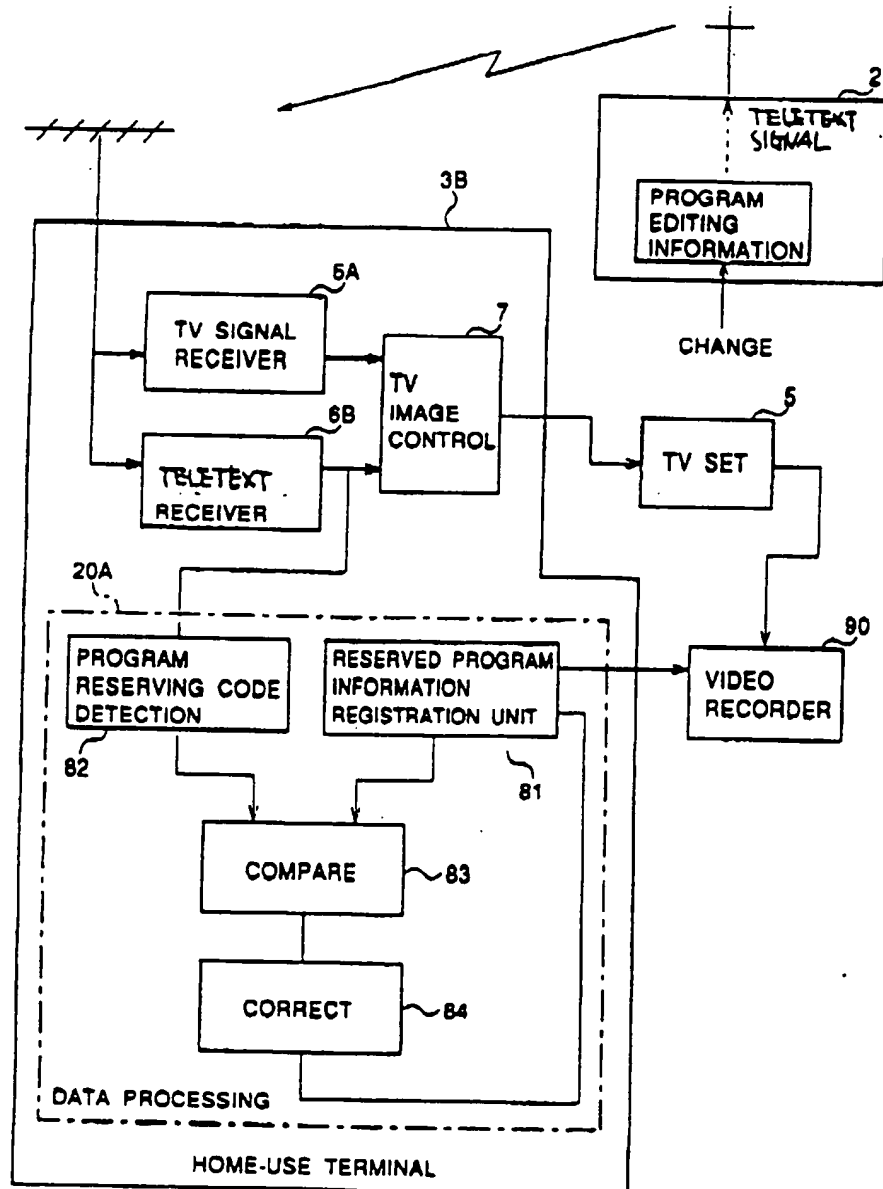 2
TELETEXT
SIGNAL
PROGRAM
EDITING
INFORMATION
CHANGE
3B
6A
TV SIGNAL
RECEIVER
7
TV
IMAGE
CONTROL
6B
TELETEXT
RECEIVER
5
TV SET
20A
PROGRAM
RESERVING CODE
DETECTION
82
RESERVED PROGRAM
INFORMATION
REGISTRATION UNIT
81
90
VIDEO
RECORDER
COMPARE
83
CORRECT
84
DATA PROCESSING
HOME-USE TERMINAL